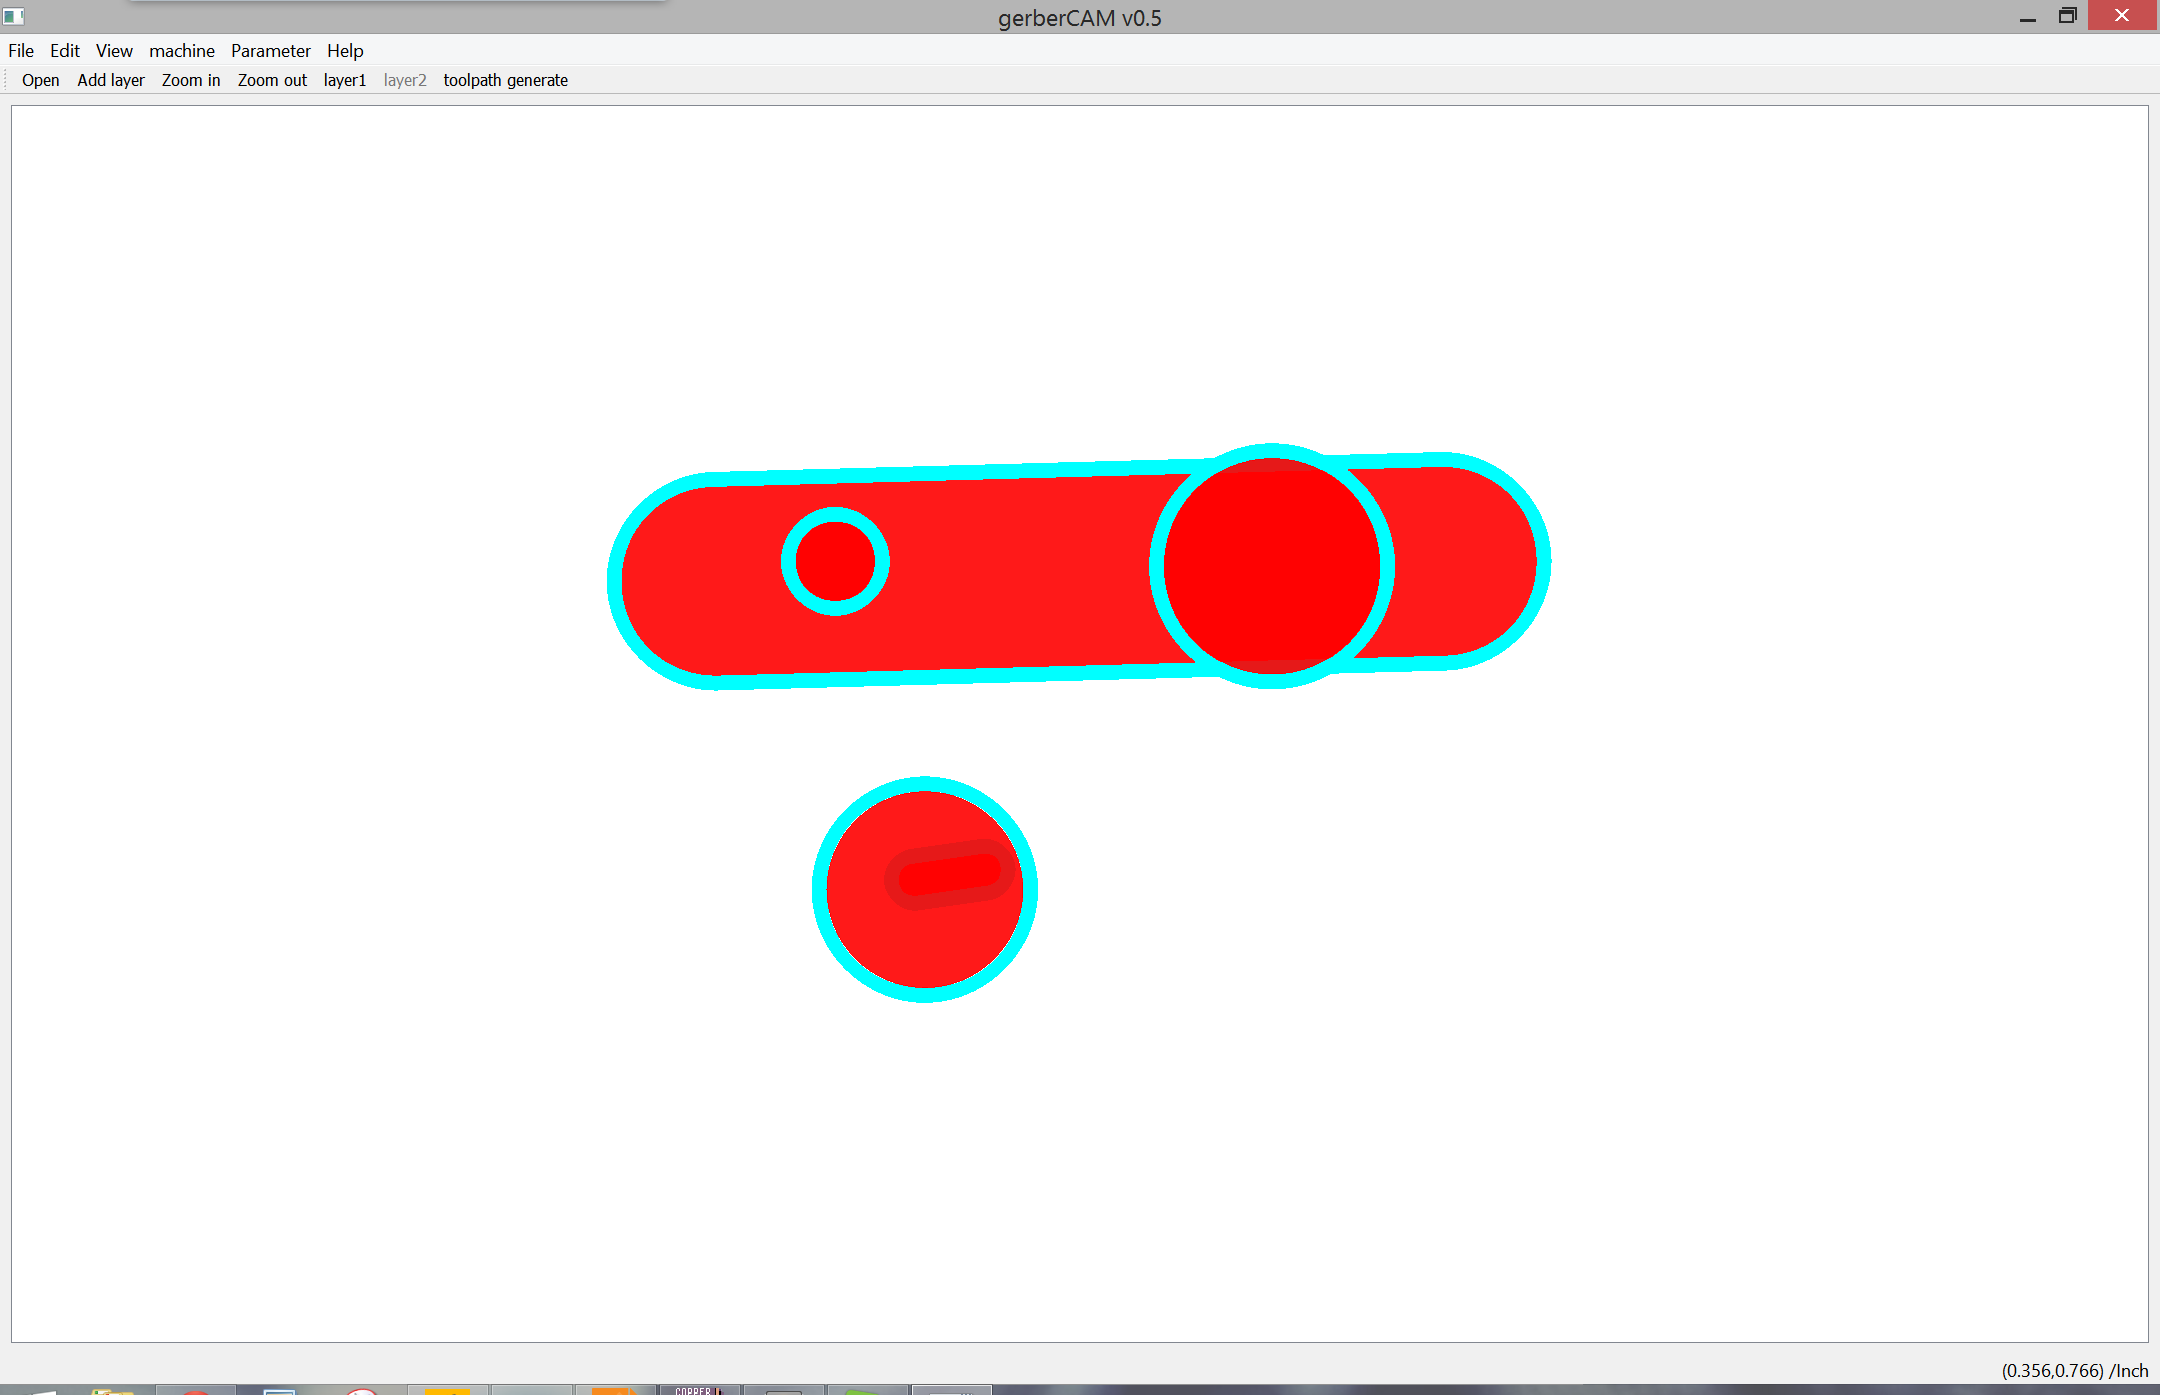 gerberCAM v0.5
File Edit View machine Parameter Help
Open Add layer Zoom in Zoom out layer1 layer2 toolpath generate
(0.356,0.766) /Inch
COPPER